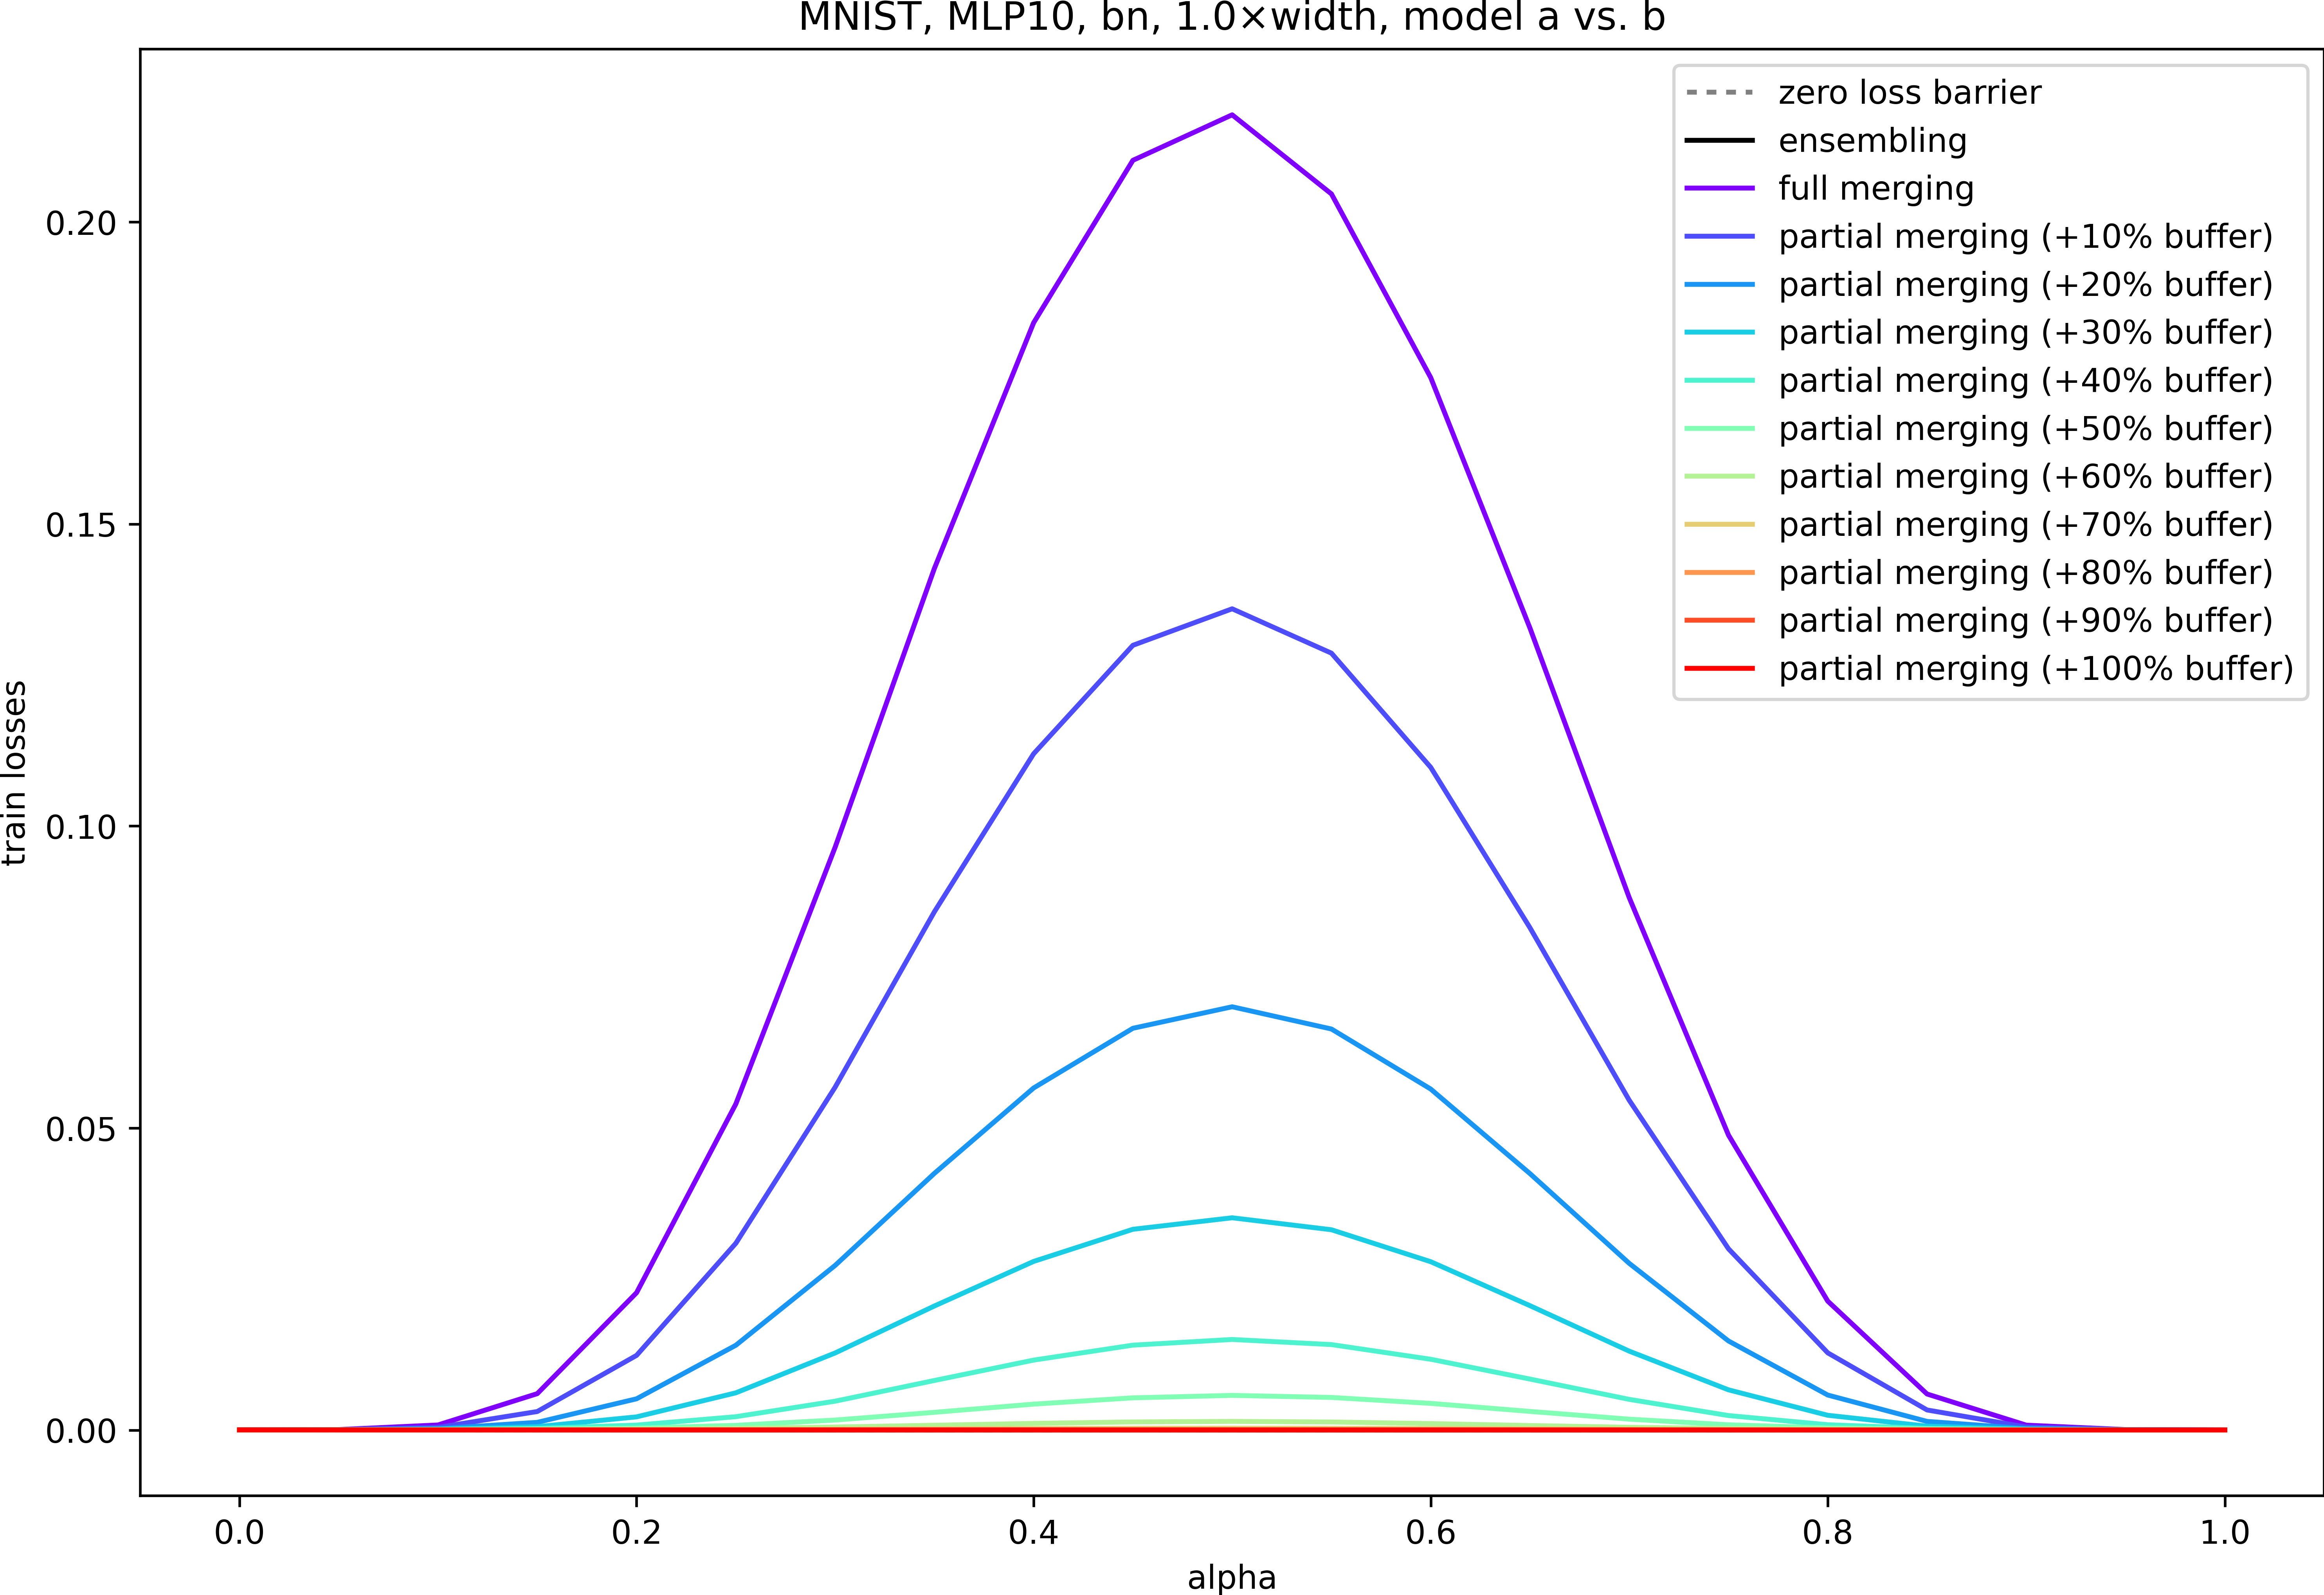 MNIST, MLP10, bn, 1.0×width, model a vs. b
zero loss barrier
ensembling
full merging
partial merging (+10% buffer)
partial merging (+20% buffer)
partial merging (+30% buffer)
partial merging (+40% buffer)
partial merging (+50% buffer)
partial merging (+60% buffer)
partial merging (+70% buffer)
partial merging (+80% buffer)
partial merging (+90% buffer)
partial merging (+100% buffer)
train losses
0.20
0.15
0.10
0.05
0.00
0.0 0.2 0.4 0.6 0.8 1.0
alpha